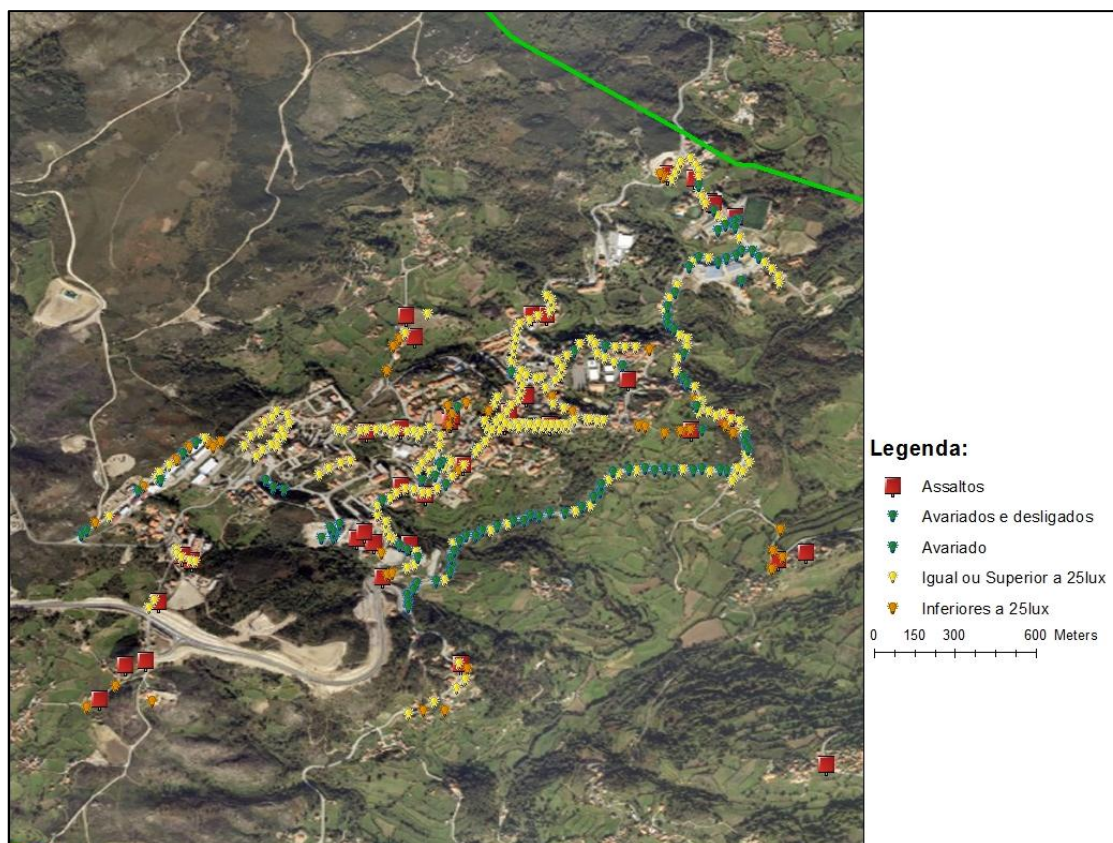 Legenda:
Assaltos
Avariados e desligados
Avariado
Igual ou Superior a 25lux
Inferiores a 25lux
0 150 300 600 Meters